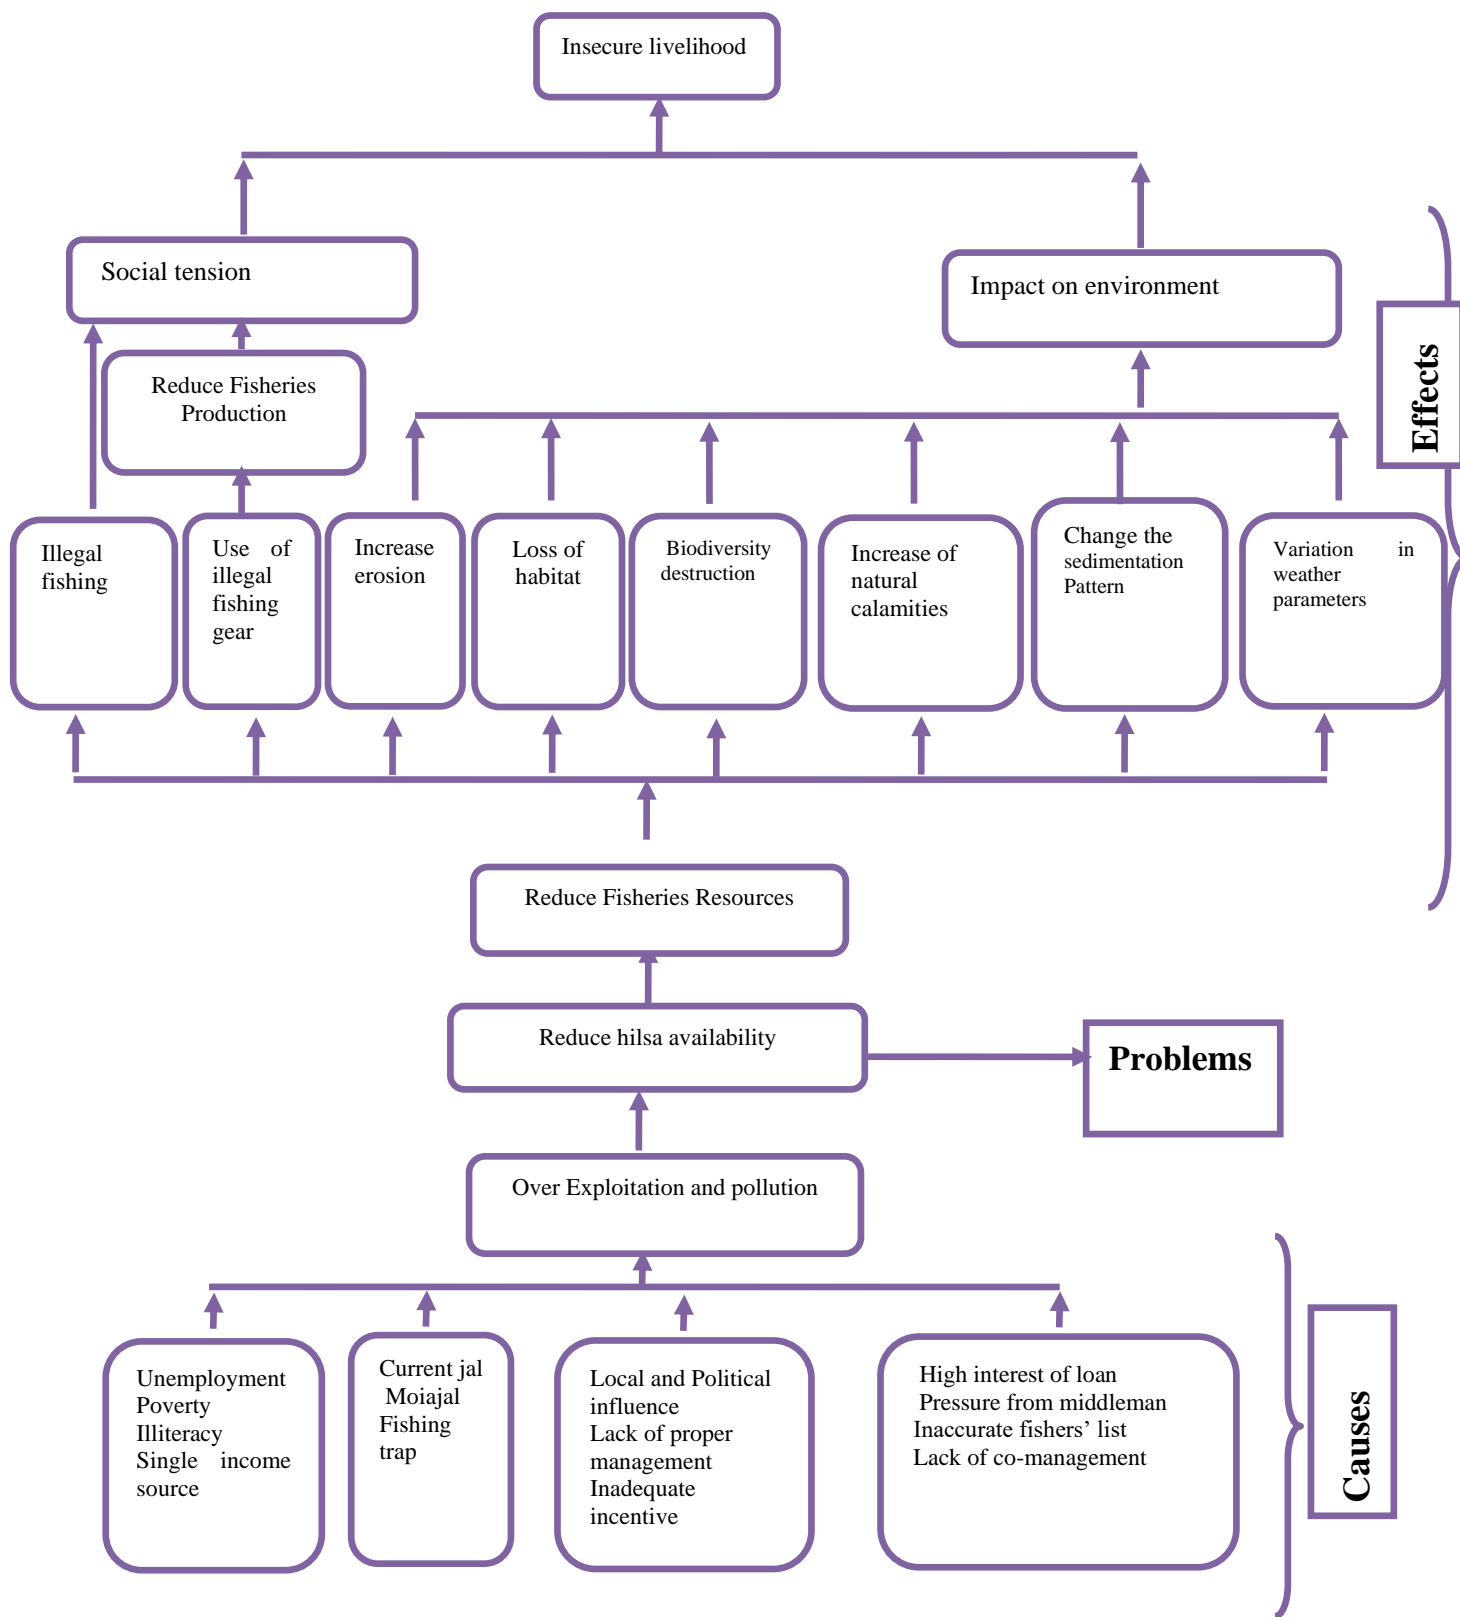 Insecure livelihood
Social tension
Impact on environment
Effects
Reduce Fisheries
Production
Illegal
fishing
Use of
illegal
fishing
gear
Increase
erosion
Loss of
habitat
Biodiversity
destruction
Increase of
natural
calamities
Change the
sedimentation
Pattern
Variation in
weather
parameters
Reduce Fisheries Resources
Reduce hilsa availability
Problems
Over Exploitation and pollution
Unemployment
Poverty
Illiteracy
Single income
source
Current jal
Moiajal
Fishing
trap
Local and Political
influence
Lack of proper
management
Inadequate
incentive
High interest of loan
Pressure from middleman
Inaccurate fishers’ list
Lack of co-management
Causes